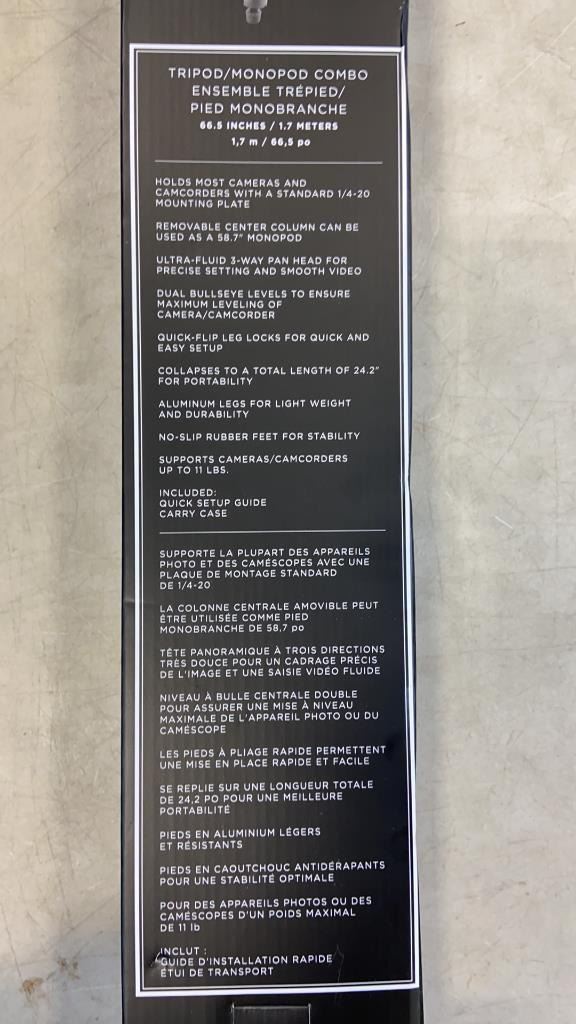 TRIPOD/MONOPOD COMBO
ENSEMBLE TRÉPIED/
PIED MONOBRANCHE
66.5 INCHES / 1.7 METERS
1,7 m / 66,5 po
HOLDS MOST CAMERAS AND
CAMCORDERS WITH A STANDARD 1/4-20
MOUNTING PLATE
REMOVABLE CENTER COLUMN CAN BE
USED AS A 58.7" MONOPOD
ULTRA-FLUID 3-WAY PAN HEAD FOR
PRECISE SETTING AND SMOOTH VIDEO
DUAL BULLSEYE LEVELS TO ENSURE
MAXIMUM LEVELING OF
CAMERA/CAMCORDER
QUICK-FLIP LEG LOCKS FOR QUICK AND
EASY SETUP
COLLAPSES TO A TOTAL LENGTH OF 24.2"
FOR PORTABILITY
ALUMINUM LEGS FOR LIGHT WEIGHT
AND DURABILITY
NO-SLIP RUBBER FEET FOR STABILITY
SUPPORTS CAMERAS/CAMCORDERS
UP TO 11 LBS.
INCLUDED:
QUICK SETUP GUIDE
CARRY CASE
SUPPORTE LA PLUPART DES APPAREILS
PHOTO ET DES CAMÉSCOPES AVEC UNE
PLAQUE DE MONTAGE STANDARD
DE 1/4-20
LA COLONNE CENTRALE AMOVIBLE PEUT
ÊTRE UTILISÉE COMME PIED
MONOBRANCHE DE 58,7 po
TÊTE PANORAMIQUE À TROIS DIRECTIONS
TRÈS DOUCE POUR UN CADRAGE PRÉCIS
DE L'IMAGE ET UNE SAISIE VIDÉO FLUIDE
NIVEAU À BULLE CENTRALE DOUBLE
POUR ASSURER UNE MISE À NIVEAU
MAXIMALE DE L'APPAREIL PHOTO OU DU
CAMÉSCOPE
LES PIEDS À PLIAGE RAPIDE PERMETTENT
UNE MISE EN PLACE RAPIDE ET FACILE
SE REPLIE SUR UNE LONGUEUR TOTALE
DE 24,2 PO POUR UNE MEILLEURE
PORTABILITÉ
PIEDS EN ALUMINIUM LÉGERS
ET RÉSISTANTS
PIEDS EN CAOUTCHOUC ANTIDÉRAPANTS
POUR UNE STABILITÉ OPTIMALE
POUR DES APPAREILS PHOTOS OU DES
CAMÉSCOPES D'UN POIDS MAXIMAL
DE 11 lb
INCLUT :
GUIDE D'INSTALLATION RAPIDE
ÉTUI DE TRANSPORT